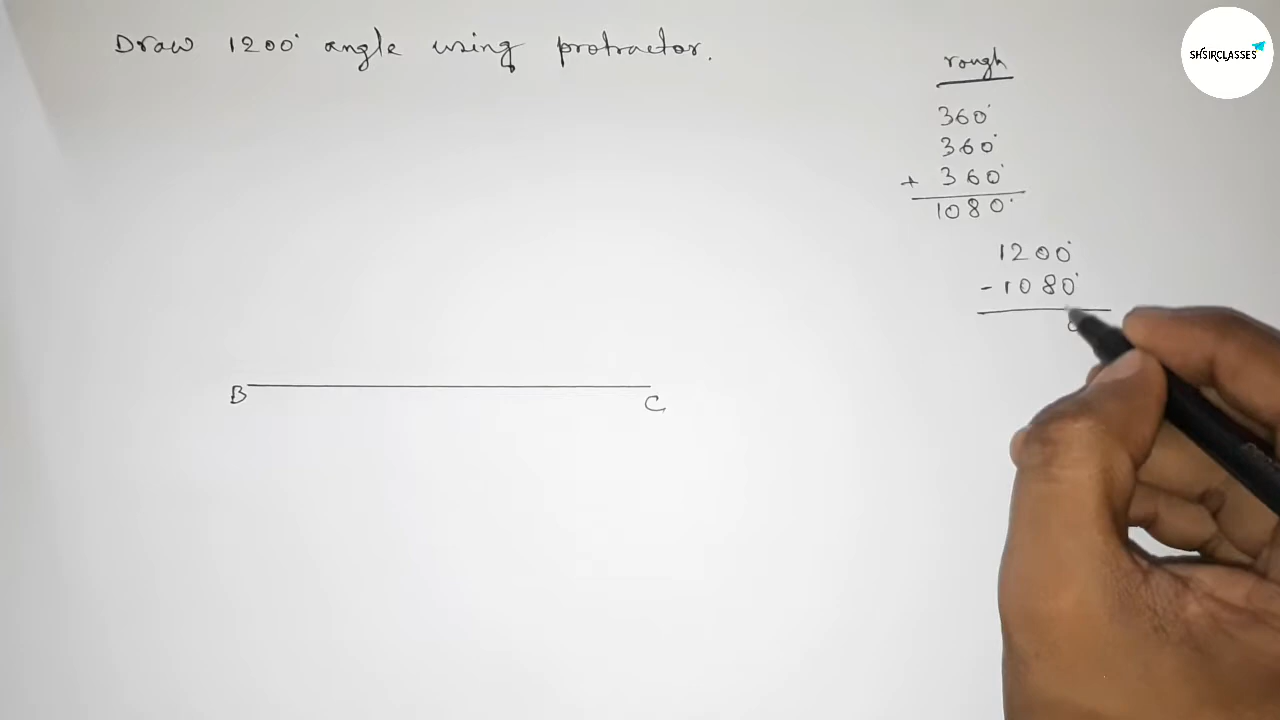 Draw 1200° angle using protractor.
SHSIRCLASSES
rough
360°
360°
+ 360°
1080°
1200°
- 1080°
B
C